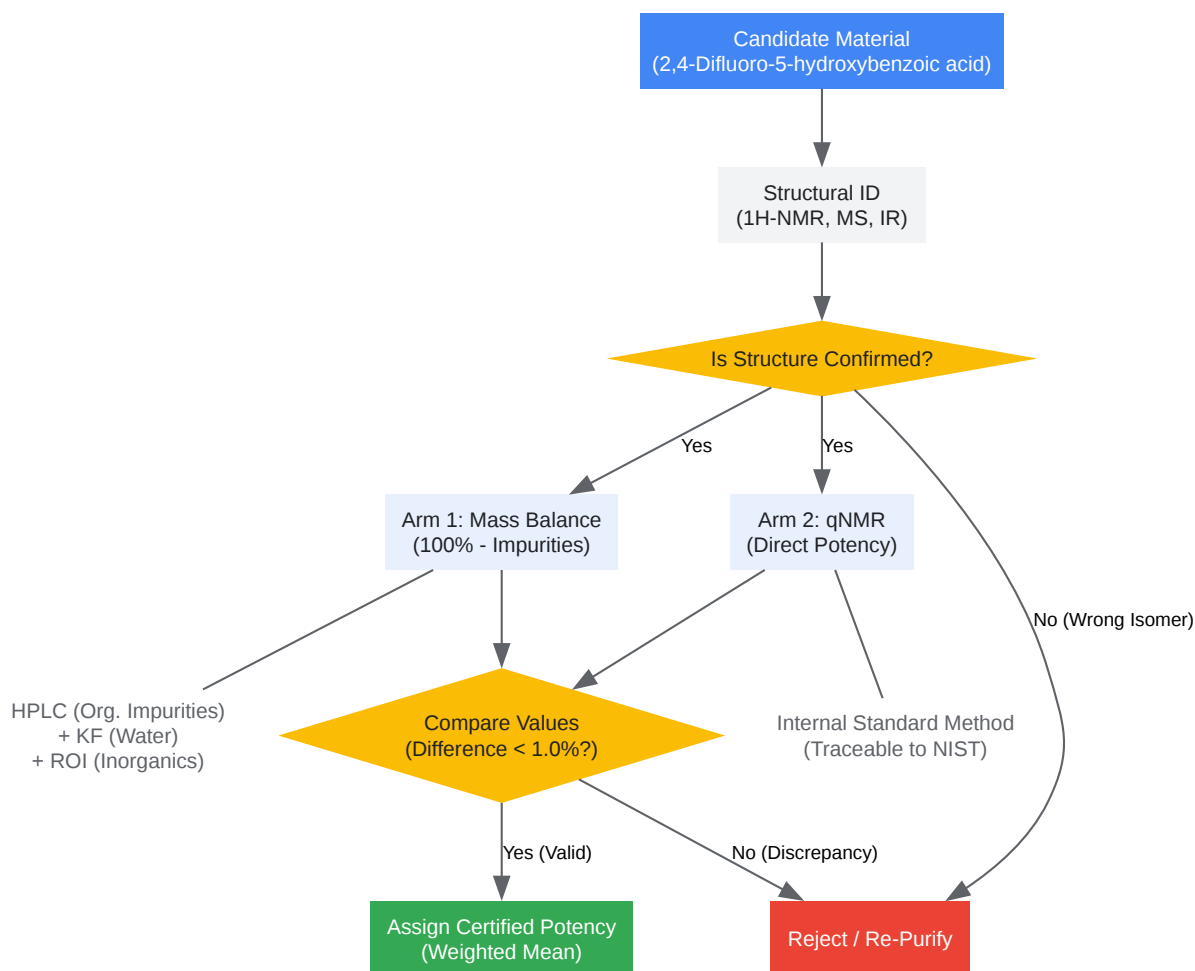 Candidate Material
(2,4-Difluoro-5-hydroxybenzoic acid)
Structural ID
(1H-NMR, MS, IR)
Is Structure Confirmed?
Yes
Yes
Arm 1: Mass Balance
(100% - Impurities)
Arm 2: qNMR
(Direct Potency)
No (Wrong Isomer)
HPLC (Org. Impurities)
+ KF (Water)
+ ROI (Inorganics)
Compare Values
(Difference < 1.0%?)
Internal Standard Method
(Traceable to NIST)
Yes (Valid)
No (Discrepancy)
Assign Certified Potency
(Weighted Mean)
Reject / Re-Purify